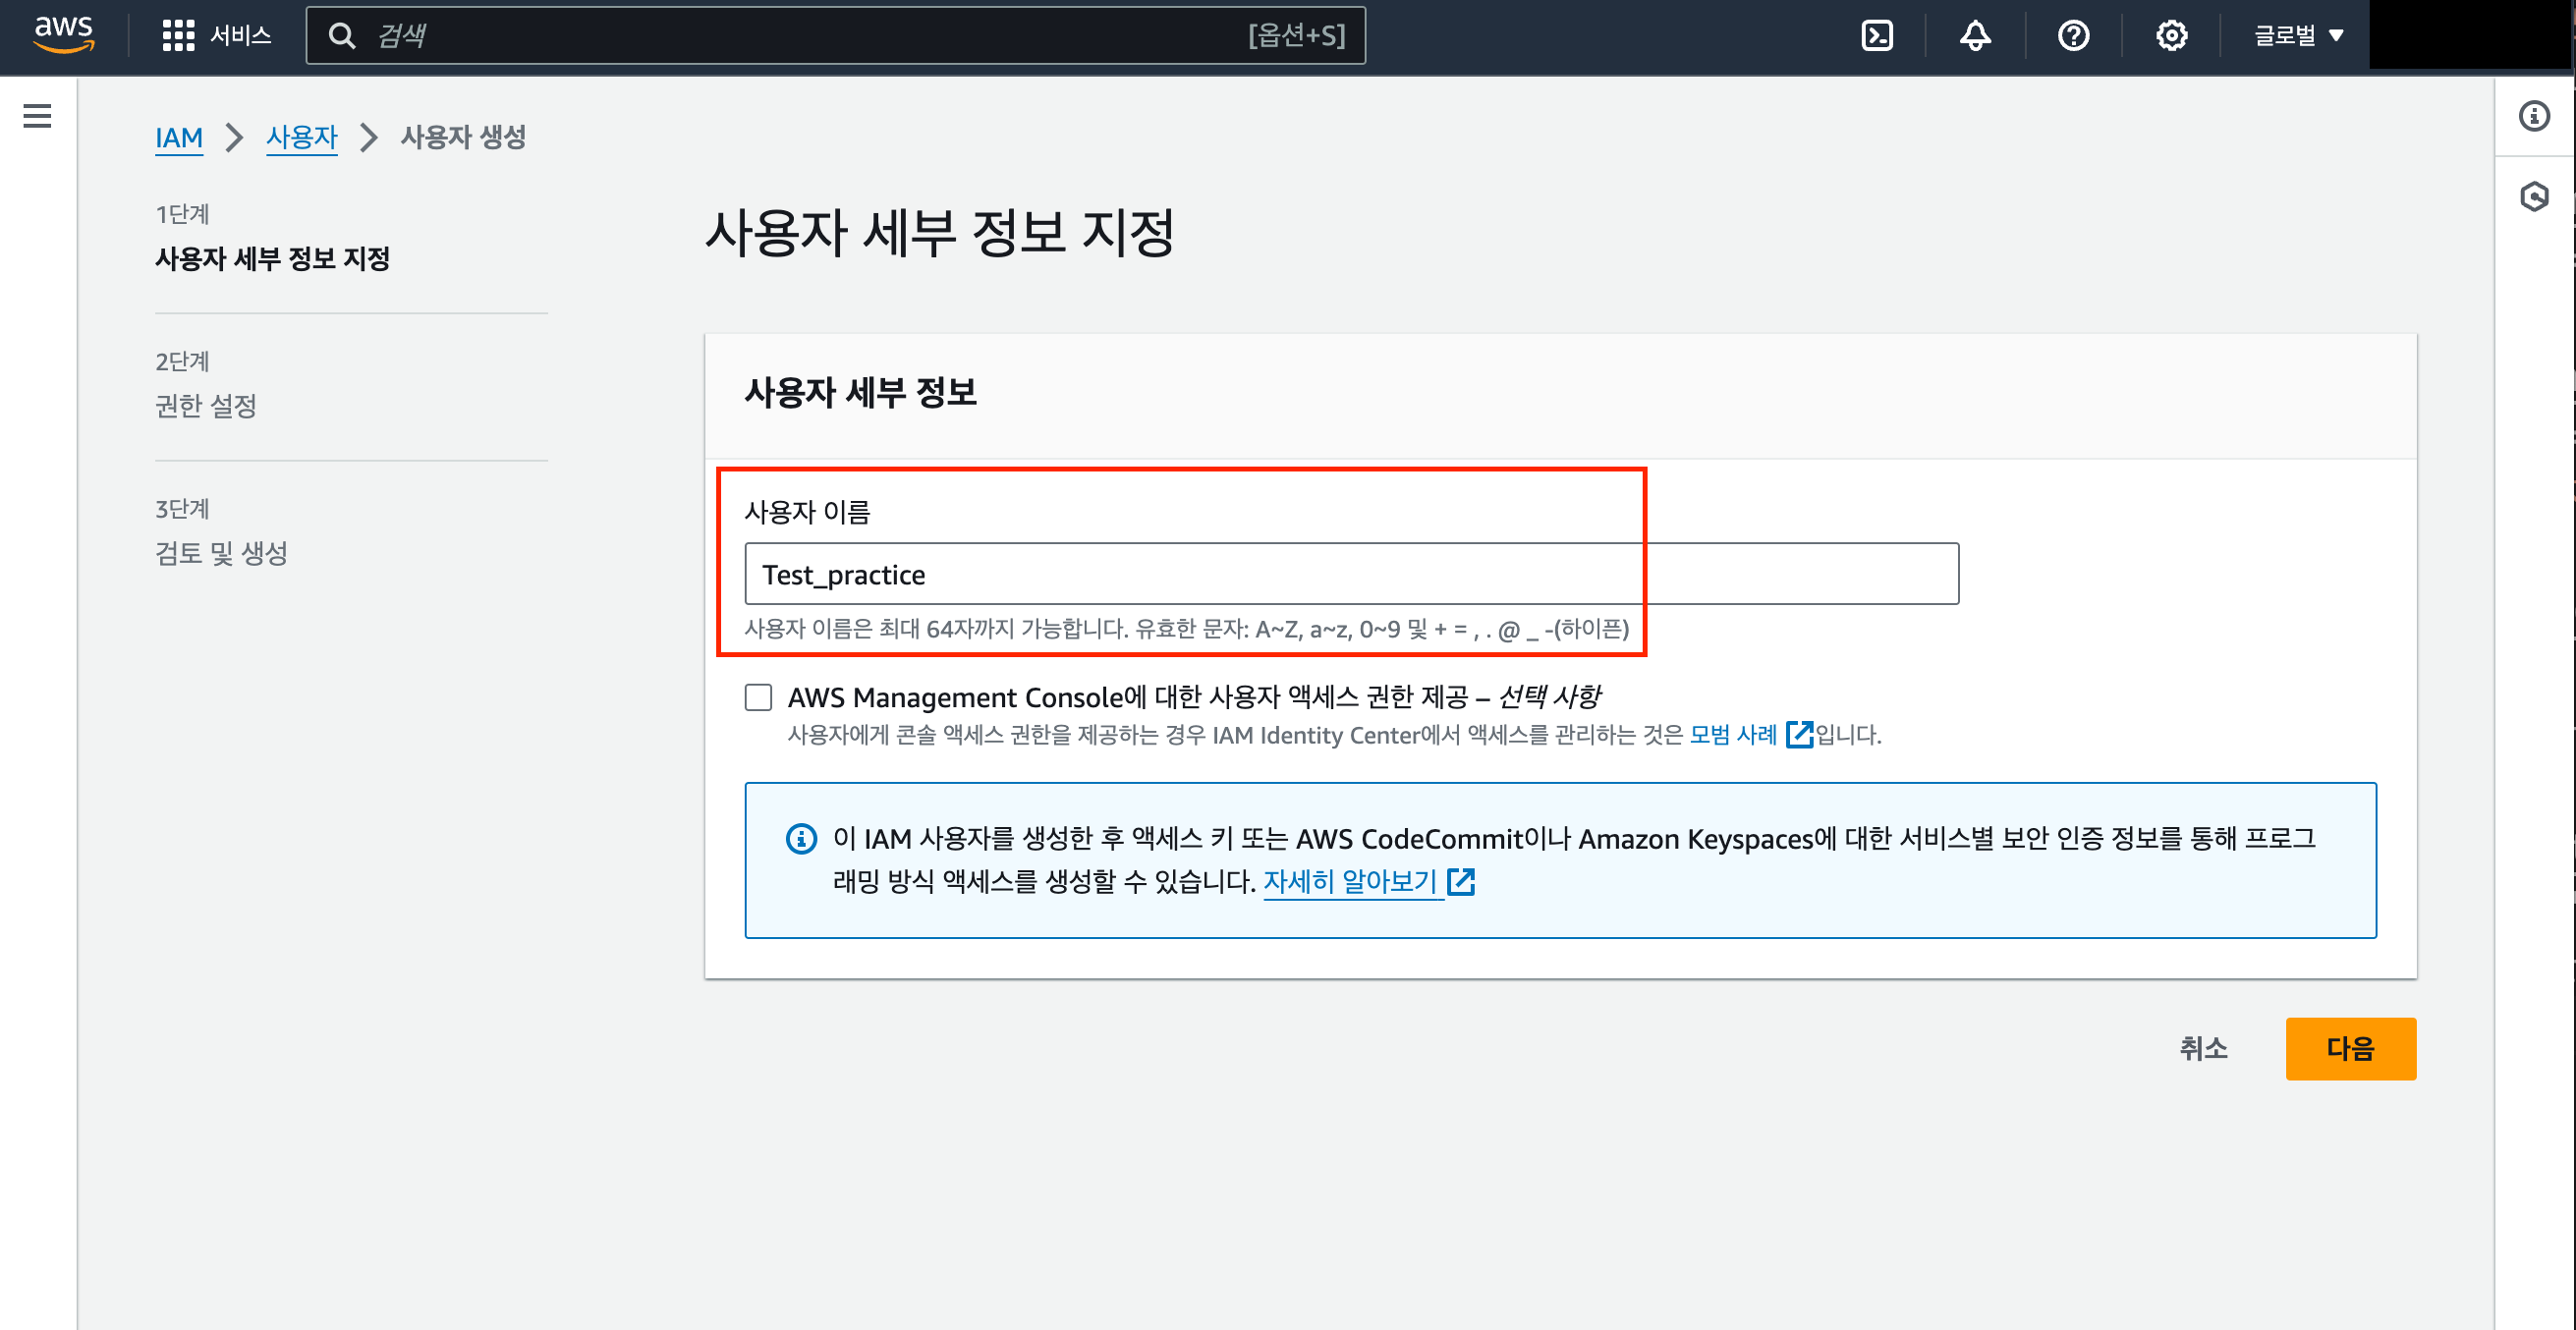 aws
서비스
검색
[옵션+S]
글로벌
IAM
사용자
사용자 생성
1단계
사용자 세부 정보 지정
2단계
권한 설정
3단계
검토 및 생성
사용자 세부 정보 지정
사용자 세부 정보
사용자 이름
Test_practice
사용자 이름은 최대 64자까지 가능합니다. 유효한 문자: A~Z, a~z, 0~9 및 + = , . @ _ -(하이픈)
AWS Management Console에 대한 사용자 액세스 권한 제공 – 선택 사항
사용자에게 콘솔 액세스 권한을 제공하는 경우 IAM Identity Center에서 액세스를 관리하는 것은 모범 사례 입니다.
이 IAM 사용자를 생성한 후 액세스 키 또는 AWS CodeCommit이나 Amazon Keyspaces에 대한 서비스별 보안 인증 정보를 통해 프로그
래밍 방식 액세스를 생성할 수 있습니다. 자세히 알아보기
취소
다음